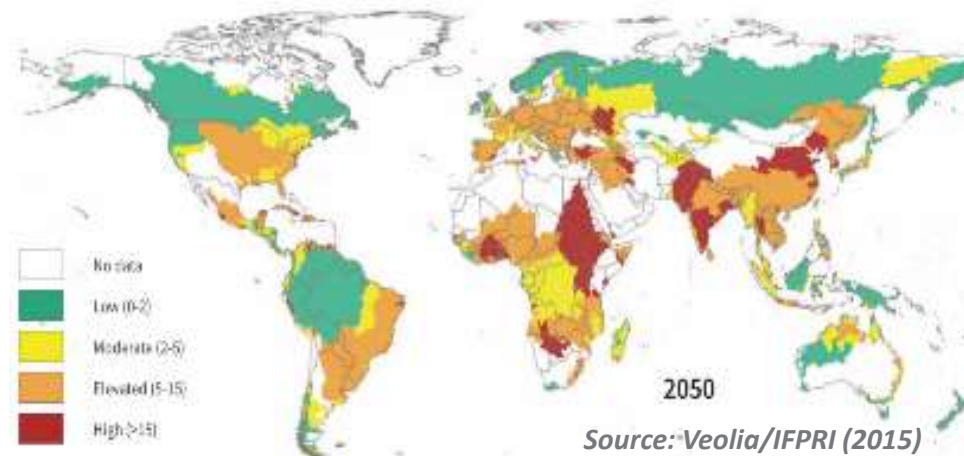 No data
Low (0-2)
Moderate (2-5)
Elevated (5-15)
High (>15)
2050
Source: Veolia/IFPRI (2015)